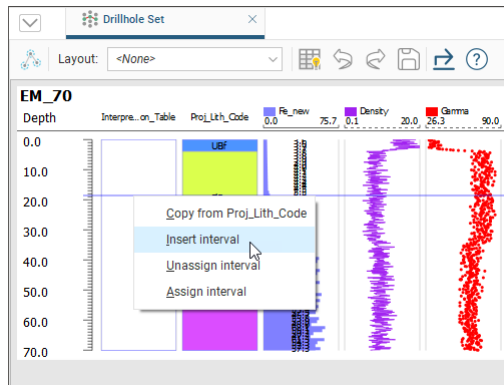 Drillhole Set
Layout: <None>
EM_70
Depth Interpre...on_Table Proj_Lith_Code Fe_new Density Gamma
0.0 75.7 0.1 20.0 26.3 90.0
0.0
UBf
10.0
20.0
30.0
40.0
50.0
60.0
70.0
Copy from Proj_Lith_Code
Insert interval
Unassign interval
Assign interval